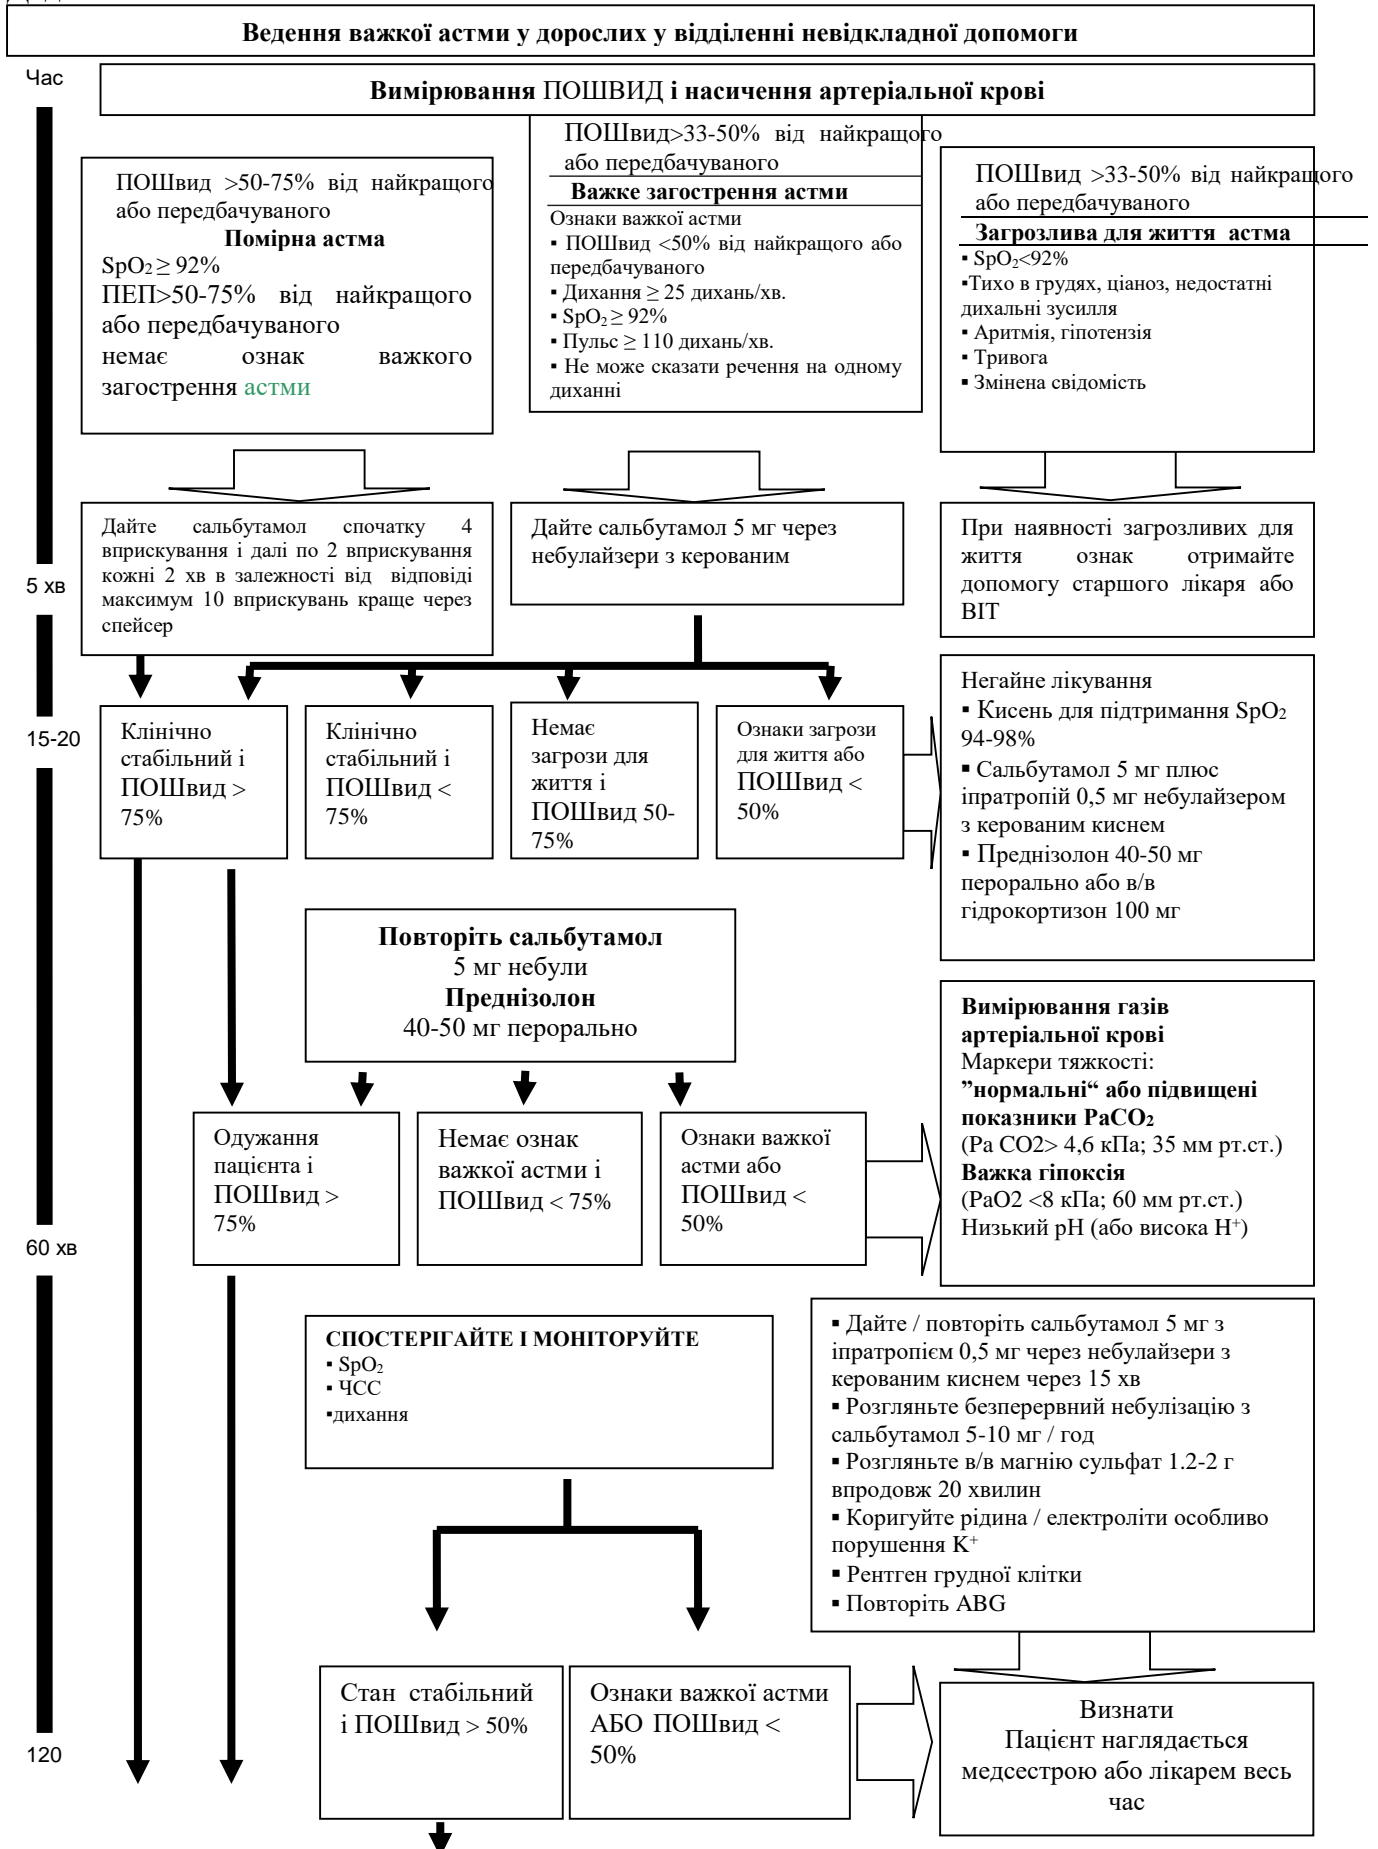 Ведення важкої астми у дорослих у відділенні невідкладної допомоги
Час
Вимірювання ПОШВИД і насичення артеріальної крові
ПОШвид >50-75% від найкращого
або передбачуваного
Помірна астма
SpO₂ ≥ 92%
ПЕП>50-75% від найкращого
або передбачуваного
немає ознак важкого
загострення астми
ПОШвид>33-50% від найкращого
або передбачуваного
Важке загострення астми
Ознаки важкої астми
▪ ПОШвид <50% від найкращого або
передбачуваного
▪ Дихання ≥ 25 дихань/хв.
▪ SpO₂ ≥ 92%
▪ Пульс ≥ 110 дихань/хв.
▪ Не може сказати речення на одному
диханні
ПОШвид >33-50% від найкращого
або передбачуваного
Загрозлива для життя астма
▪ SpO₂<92%
▪Тихо в грудях, ціаноз, недостатні
дихальні зусилля
▪ Аритмія, гіпотензія
▪ Тривога
▪ Змінена свідомість
Дайте сальбутамол спочатку 4
вприскування і далі по 2 вприскування
кожні 2 хв в залежності від відповіді
максимум 10 вприскувань краще через
спейсер
Дайте сальбутамол 5 мг через
небулайзери з керованим
При наявності загрозливих для
життя ознак отримайте
допомогу старшого лікаря або
ВІТ
5 хв
15-20
Клінічно
стабільний і
ПОШвид >
75%
Клінічно
стабільний і
ПОШвид <
75%
Немає
загрози для
життя і
ПОШвид 50-
75%
Ознаки загрози
для життя або
ПОШвид <
50%
Негайне лікування
▪ Кисень для підтримання SpO₂
94-98%
▪ Сальбутамол 5 мг плюс
іпратропій 0,5 мг небулайзером
з керованим киснем
▪ Преднізолон 40-50 мг
перорально або в/в
гідрокортизон 100 мг
Повторіть сальбутамол
5 мг небули
Преднізолон
40-50 мг перорально
Вимірювання газів
артеріальної крові
Маркери тяжкості:
”нормальні“ або підвищені
показники PaCO₂
(Pa CO2> 4,6 кПа; 35 мм рт.ст.)
Важка гіпоксія
(PaO2 <8 кПа; 60 мм рт.ст.)
Низький pH (або висока H⁺)
Одужання
пацієнта і
ПОШвид >
75%
Немає ознак
важкої астми і
ПОШвид < 75%
Ознаки важкої
астми або
ПОШвид <
50%
60 хв
СПОСТЕРІГАЙТЕ І МОНІТОРУЙТЕ
▪ SpO₂
▪ ЧСС
▪дихання
▪ Дайте / повторіть сальбутамол 5 мг з
іпратропієм 0,5 мг через небулайзери з
керованим киснем через 15 хв
▪ Розгляньте безперервний небулізацію з
сальбутамол 5-10 мг / год
▪ Розгляньте в/в магнію сульфат 1.2-2 г
впродовж 20 хвилин
▪ Коригуйте рідина / електроліти особливо
порушення K⁺
▪ Рентген грудної клітки
▪ Повторіть ABG
Стан стабільний
і ПОШвид > 50%
Ознаки важкої астми
АБО ПОШвид <
50%
Визнати
Пацієнт наглядається
медсестрою або лікарем весь
час
120